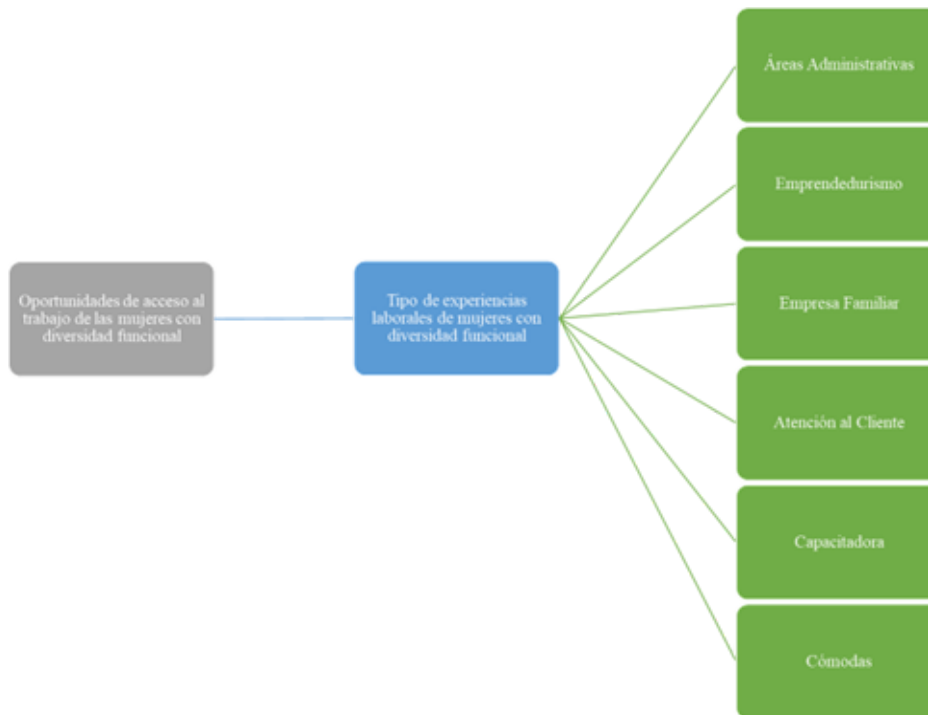 Oportunidades de acceso al
trabajo de las mujeres con
diversidad funcional
Tipo de experiencias
laborales de mujeres con
diversidad funcional
Áreas Administrativas
Emprendedurismo
Empresa Familiar
Atención al Cliente
Capacitadora
Cómodas